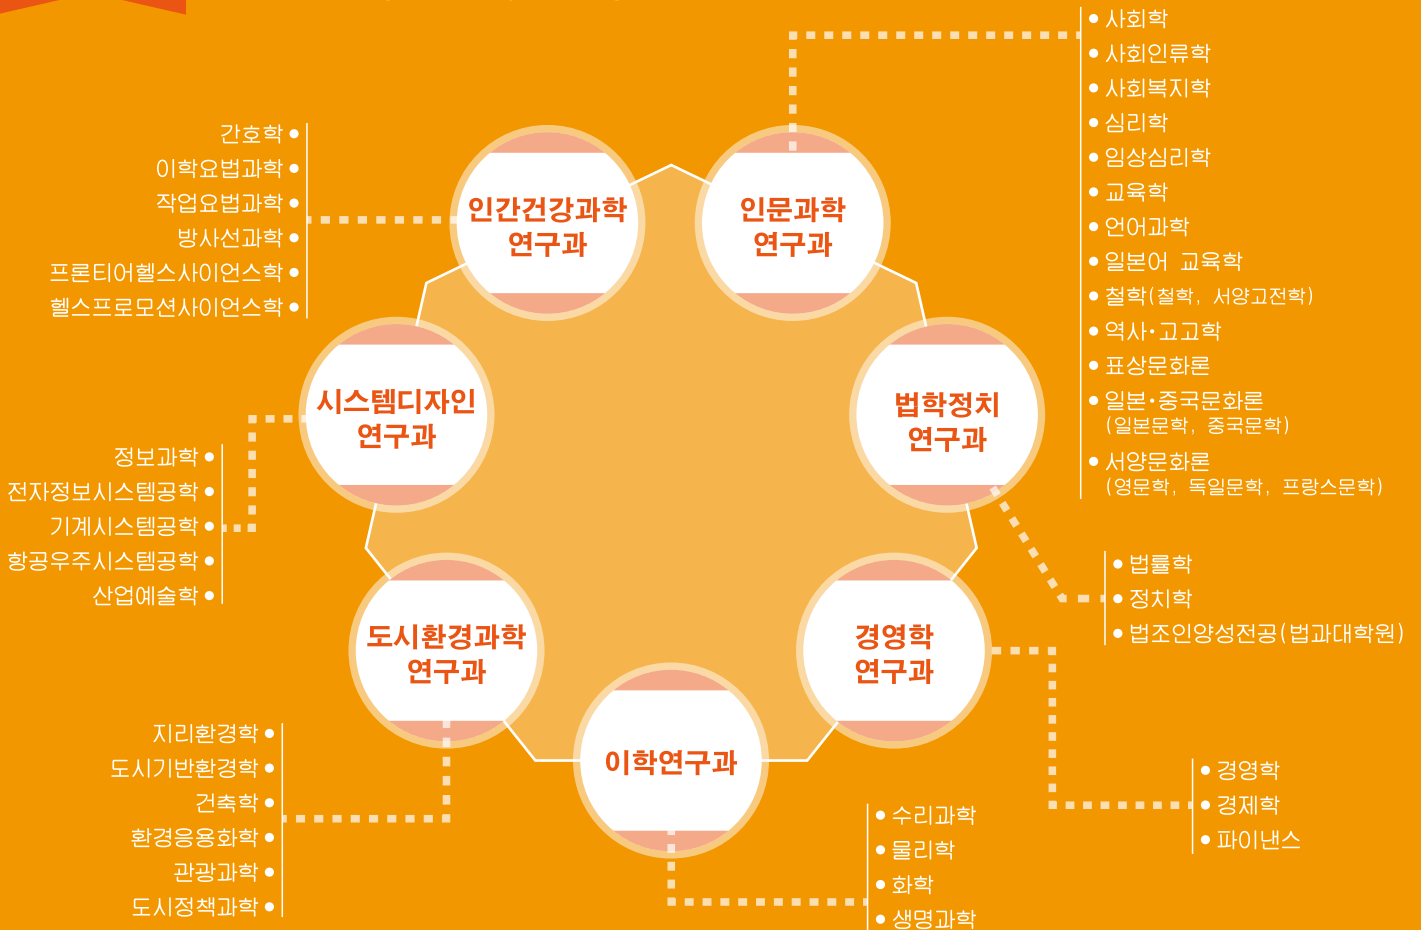 인문과학
연구과
사회학
사회인류학
사회복지학
심리학
임상심리학
교육학
언어과학
일본어 교육학
철학(철학, 서양고전학)
역사·고고학
표상문화론
일본·중국문화론
(일본문학, 중국문학)
서양문화론
(영문학, 독일문학, 프랑스문학)
법학정치
연구과
법률학
정치학
법조인양성전공(법과대학원)
경영학
연구과
경영학
경제학
파이낸스
이학연구과
수리과학
물리학
화학
생명과학
도시환경과학
연구과
지리환경학
도시기반환경학
건축학
환경응용화학
관광과학
도시정책과학
시스템디자인
연구과
정보과학
전자정보시스템공학
기계시스템공학
항공우주시스템공학
산업예술학
인간건강과학
연구과
간호학
이학요법과학
작업요법과학
방사선과학
프론티어헬스사이언스학
헬스프로모션사이언스학